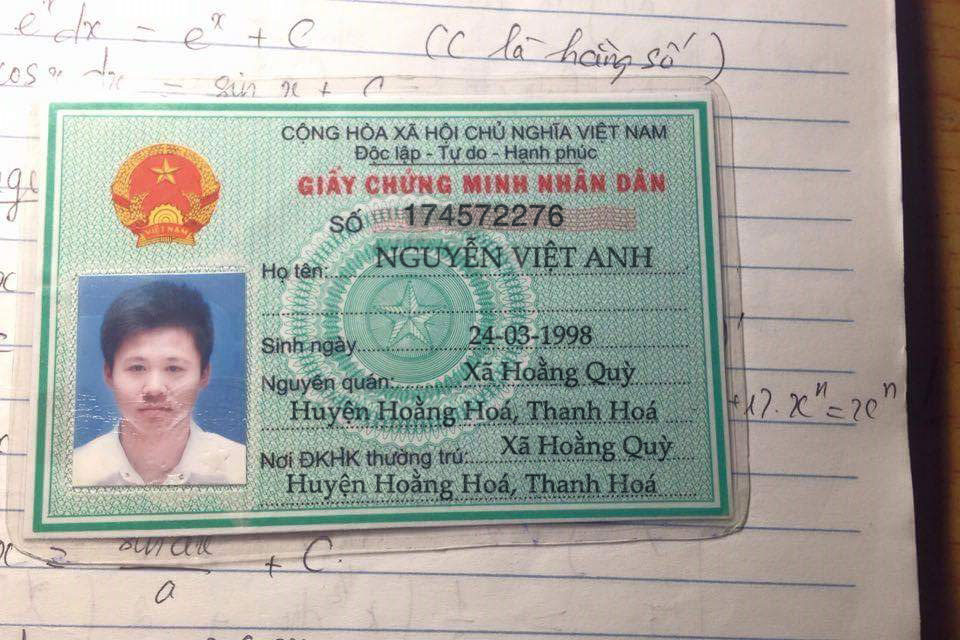 e^x dx = e^x + C (C là hằng số)
cos x dx = sin x + C
CỘNG HÒA XÃ HỘI CHỦ NGHĨA VIỆT NAM
Độc lập - Tự do - Hạnh phúc
GIẤY CHỨNG MINH NHÂN DÂN
SỐ 174572276
VIỆT NAM
Họ tên: NGUYỄN VIỆT ANH
Sinh ngày 24-03-1998
Nguyên quán: Xã Hoằng Quỳ
Huyện Hoằng Hoá, Thanh Hoá
Nơi ĐKHK thường trú: Xã Hoằng Quỳ
Huyện Hoằng Hoá, Thanh Hoá
x^n = x^n
= sin ax / a + C